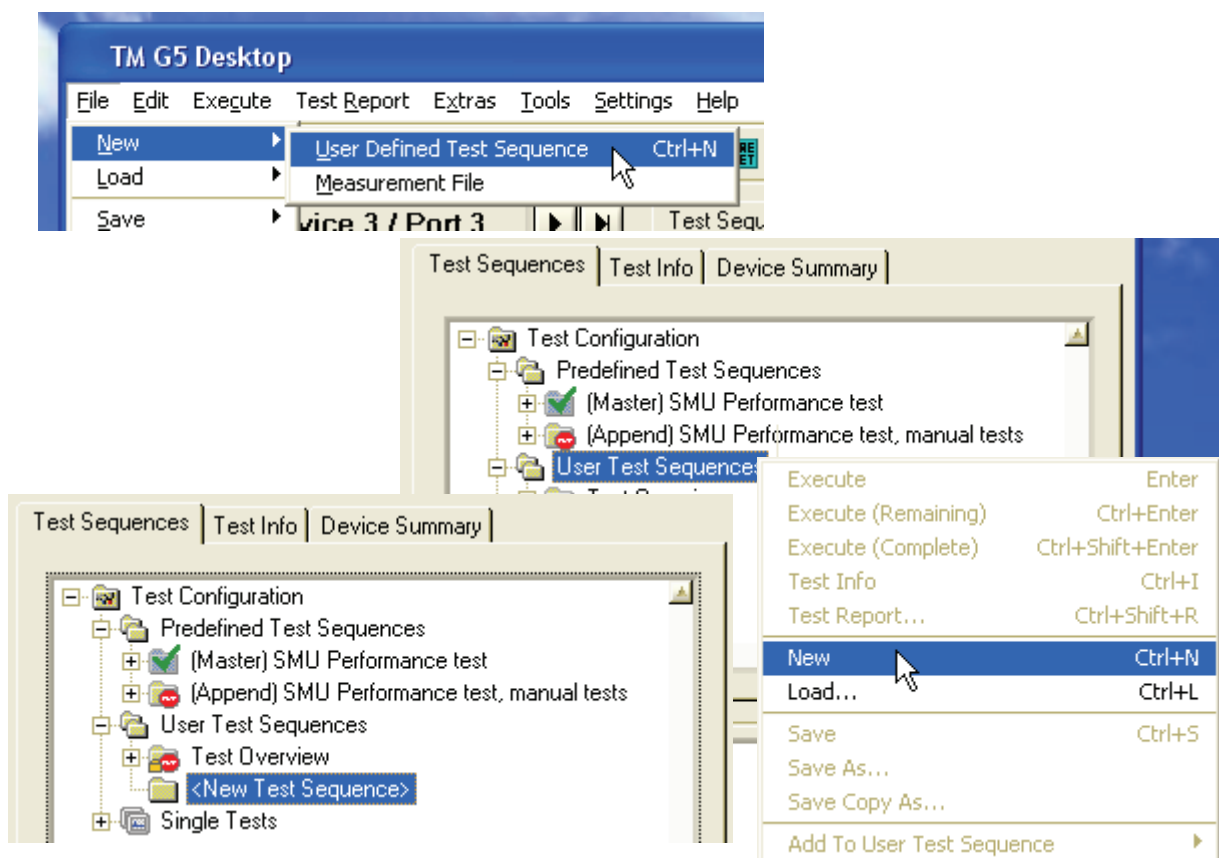 TM G5 Desktop
File Edit Execute Test Report Extras Tools Settings Help
New
User Defined Test Sequence Ctrl+N
Load
Measurement File
Save
vice 3 / Port 3
Test Sequ
Test Sequences Test Info Device Summary
Test Configuration
Predefined Test Sequences
(Master) SMU Performance test
(Append) SMU Performance test, manual tests
User Test Sequences
Execute Enter
Execute (Remaining) Ctrl+Enter
Execute (Complete) Ctrl+Shift+Enter
Test Info Ctrl+I
Test Report... Ctrl+Shift+R
New Ctrl+N
Load... Ctrl+L
Save Ctrl+S
Save As...
Save Copy As...
Add To User Test Sequence
Test Sequences Test Info Device Summary
Test Configuration
Predefined Test Sequences
(Master) SMU Performance test
(Append) SMU Performance test, manual tests
User Test Sequences
Test Overview
<New Test Sequence>
Single Tests